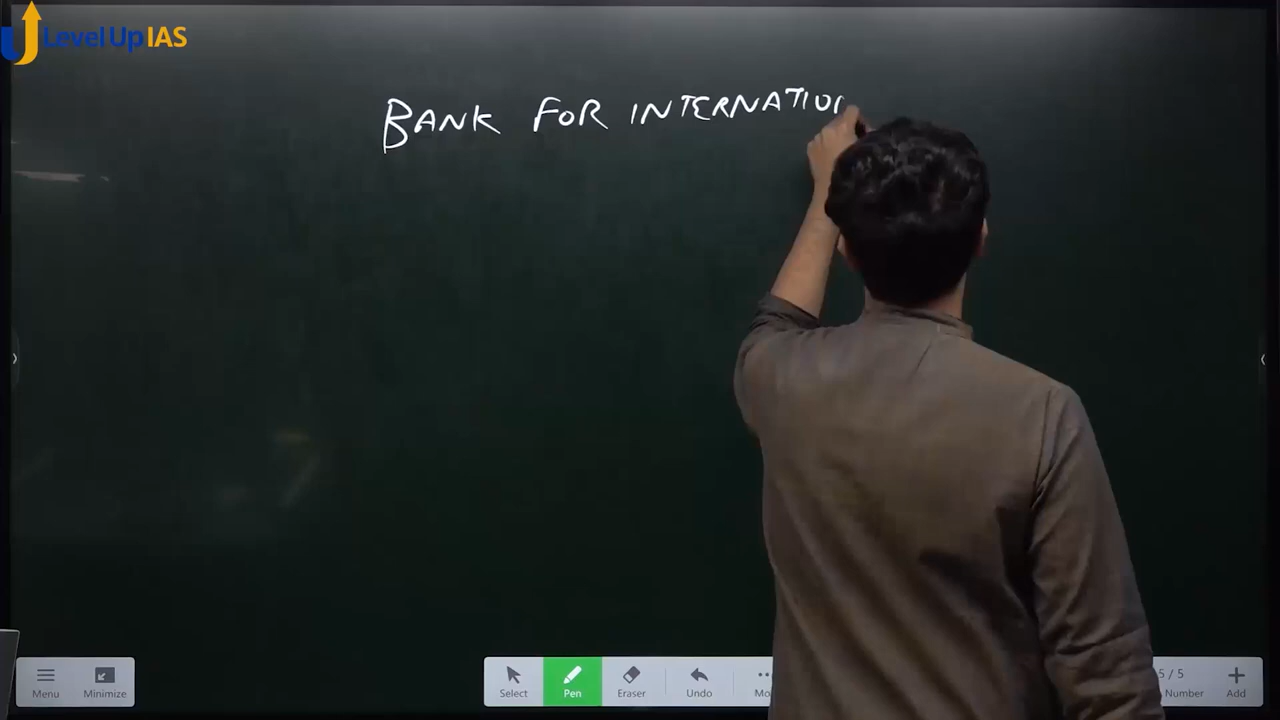 Level Up IAS
BANK FOR INTERNATIO
Menu
Minimize
Select
Pen
Eraser
Undo
5 / 5
Number
Add